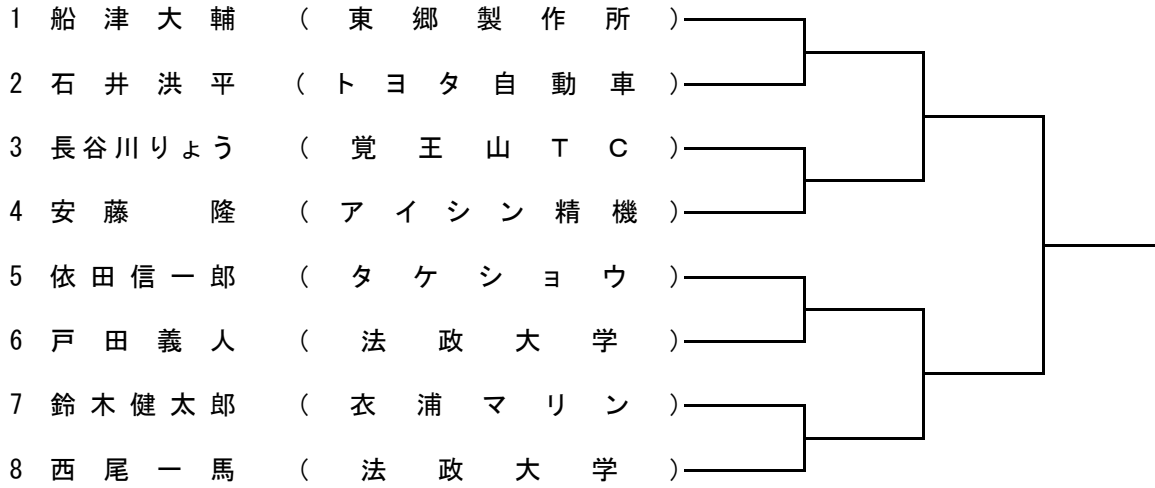 1 船津大輔 (東郷製作所)
2 石井洪平 (トヨタ自動車)
3 長谷川りょう (覚王山TC)
4 安藤 隆 (アイシン精機)
5 依田信一郎 (タケショウ)
6 戸田義人 (法政大学)
7 鈴木健太郎 (衣浦マリン)
8 西尾一馬 (法政大学)